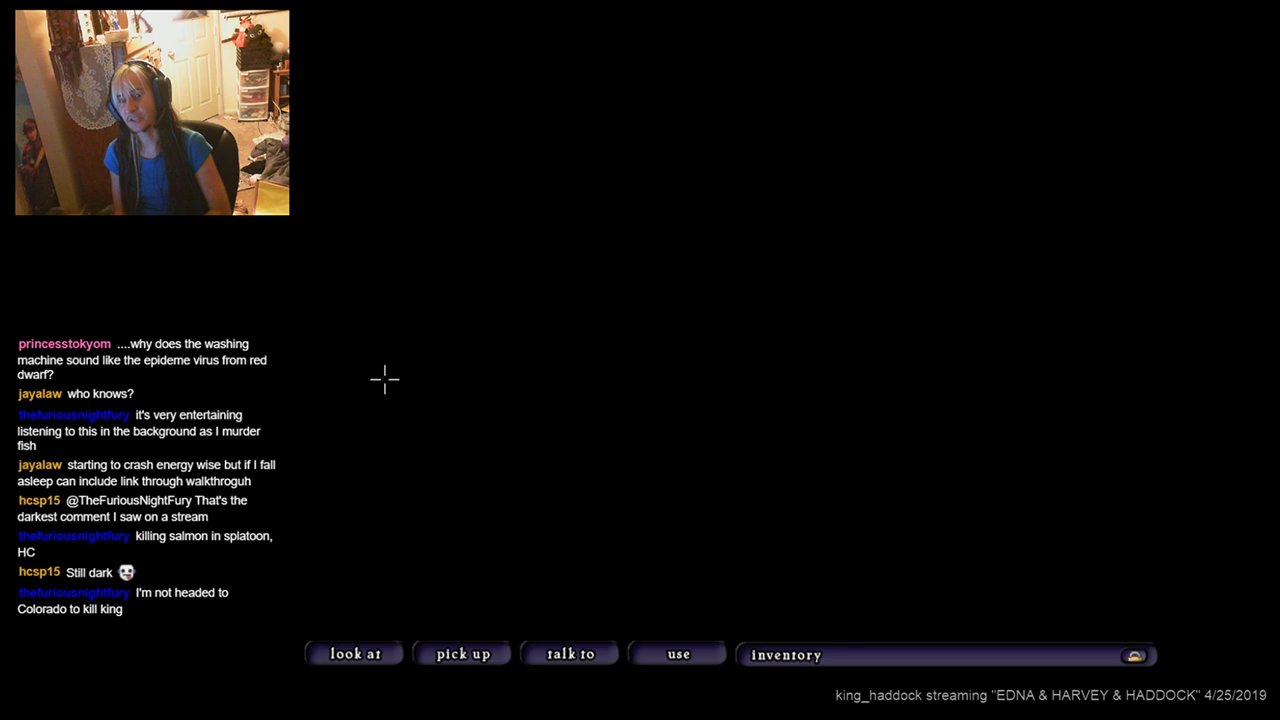 princesstokyom ....why does the washing
machine sound like the epideme virus from red
dwarf?
jayalaw who knows?
thefuriousnightfury it's very entertaining
listening to this in the background as I murder
fish
jayalaw starting to crash energy wise but if I fall
asleep can include link through walkthroguh
hcsp15 @TheFuriousNightFury That's the
darkest comment I saw on a stream
thefuriousnightfury killing salmon in splatoon,
HC
hcsp15 Still dark
thefuriousnightfury I'm not headed to
Colorado to kill king
look at pick up talk to use inventory
king_haddock streaming "EDNA & HARVEY & HADDOCK" 4/25/2019